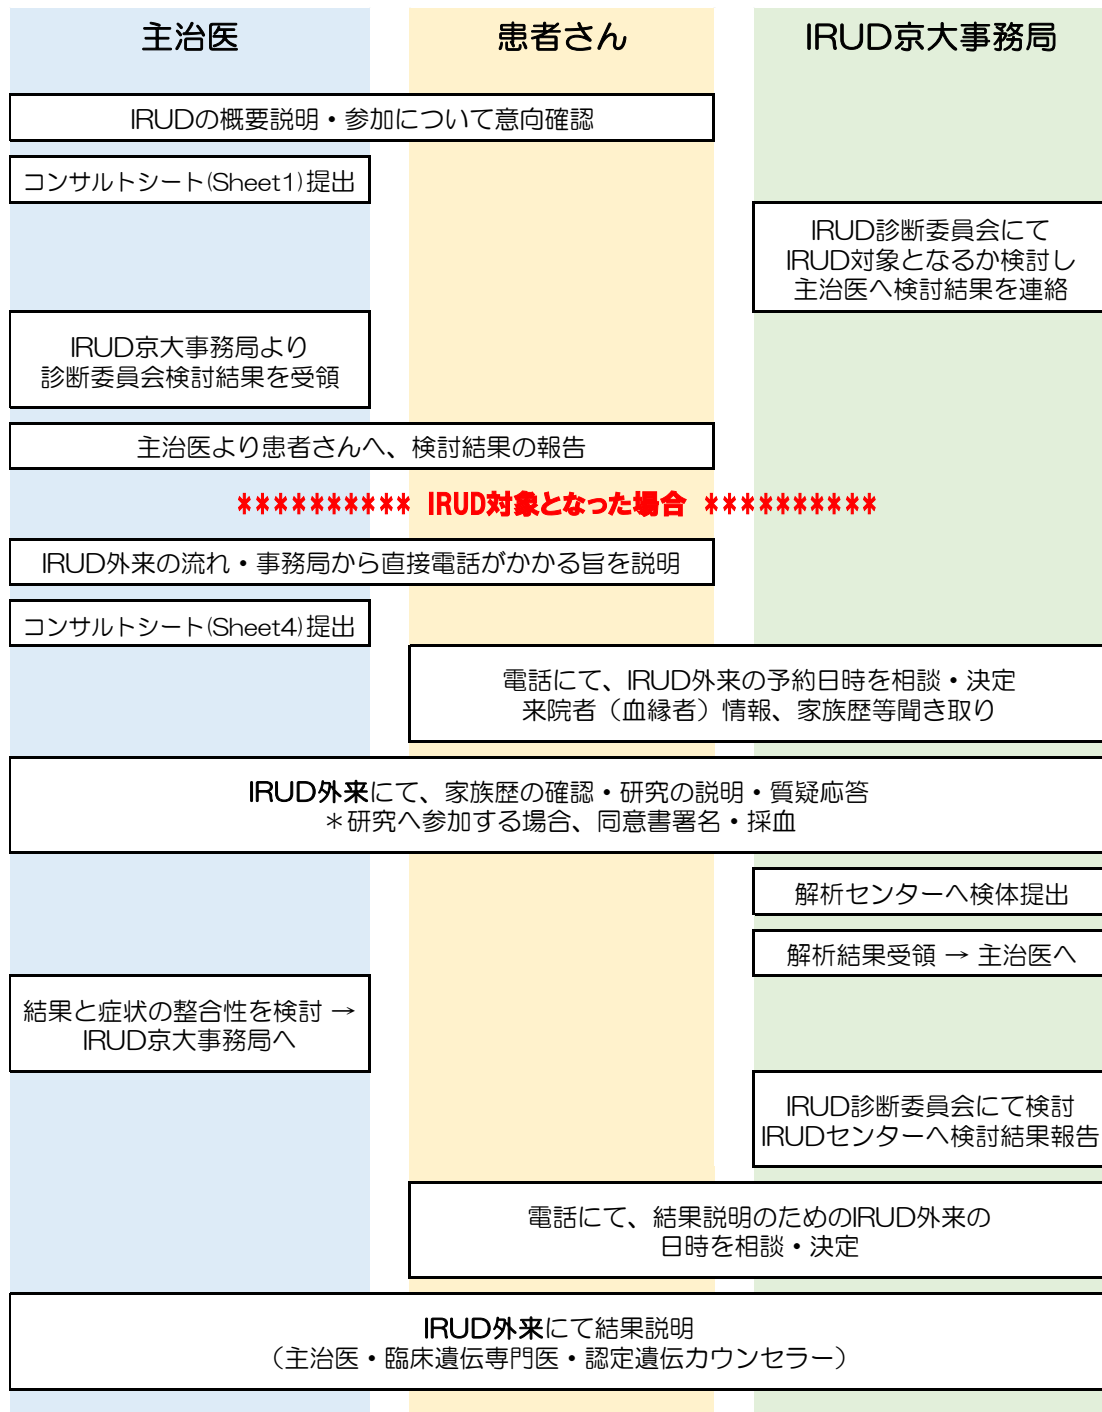 主治医
患者さん
IRUD京大事務局
IRUDの概要説明・参加について意向確認
コンサルトシート(Sheet1)提出
IRUD診断委員会にて
IRUD対象となるか検討し
主治医へ検討結果を連絡
IRUD京大事務局より
診断委員会検討結果を受領
主治医より患者さんへ、検討結果の報告
********** IRUD対象となった場合 **********
IRUD外来の流れ・事務局から直接電話がかかる旨を説明
コンサルトシート(Sheet4)提出
電話にて、IRUD外来の予約日時を相談・決定
来院者（血縁者）情報、家族歴等聞き取り
IRUD外来にて、家族歴の確認・研究の説明・質疑応答
＊研究へ参加する場合、同意書署名・採血
解析センターへ検体提出
解析結果受領 → 主治医へ
結果と症状の整合性を検討 →
IRUD京大事務局へ
IRUD診断委員会にて検討
IRUDセンターへ検討結果報告
電話にて、結果説明のためのIRUD外来の
日時を相談・決定
IRUD外来にて結果説明
（主治医・臨床遺伝専門医・認定遺伝カウンセラー）